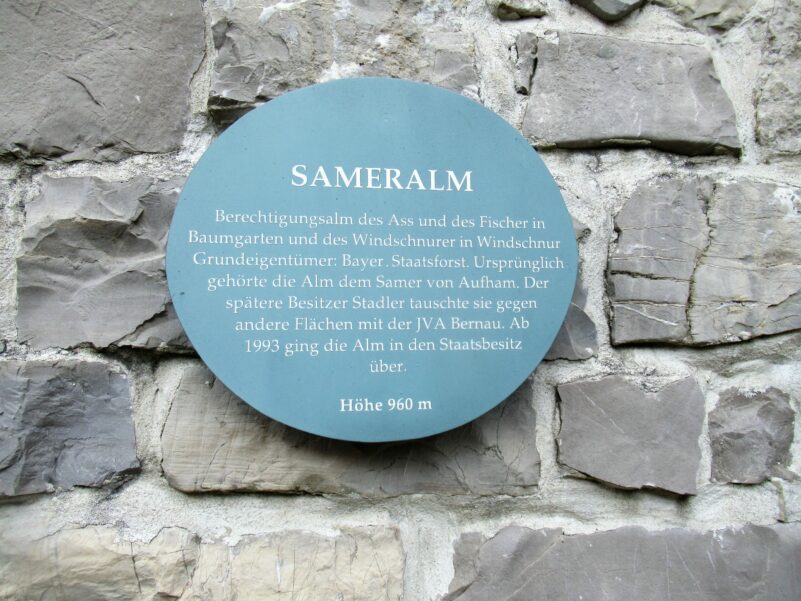 SAMERALM
Berechtigungsalm des Ass und des Fischer in
Baumgarten und des Windschnurer in Windschnur
Grundeigentümer: Bayer. Staatsforst. Ursprünglich
gehörte die Alm dem Samer von Aufham. Der
spätere Besitzer Stadler tauschte sie gegen
andere Flächen mit der JVA Bernau. Ab
1993 ging die Alm in den Staatsbesitz
über.
Höhe 960 m